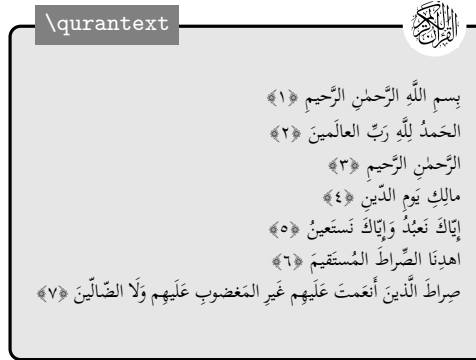 \qurantext
القرآن الكريم
بِسمِ اللَّهِ الرَّحمٰنِ الرَّحيمِ ﴿١﴾
الحَمدُ لِلَّهِ رَبِّ العالَمينَ ﴿٢﴾
الرَّحمٰنِ الرَّحيمِ ﴿٣﴾
مالِكِ يَومِ الدّينِ ﴿٤﴾
إِيّاكَ نَعبُدُ وَإِيّاكَ نَستَعينُ ﴿٥﴾
اهدِنَا الصِّراطَ المُستَقيمَ ﴿٦﴾
صِراطَ الَّذينَ أَنعَمتَ عَلَيهِم غَيرِ المَغضوبِ عَلَيهِم وَلَا الضّالّينَ ﴿٧﴾